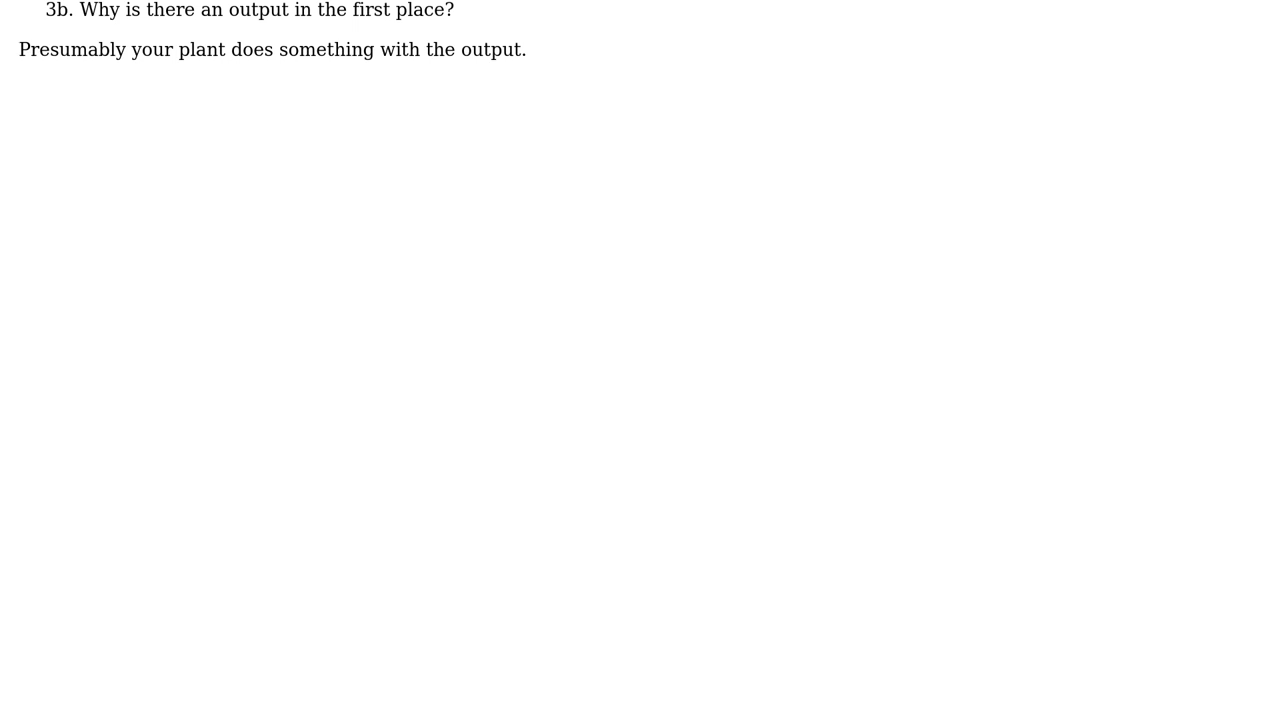 3b. Why is there an output in the first place?
Presumably your plant does something with the output.